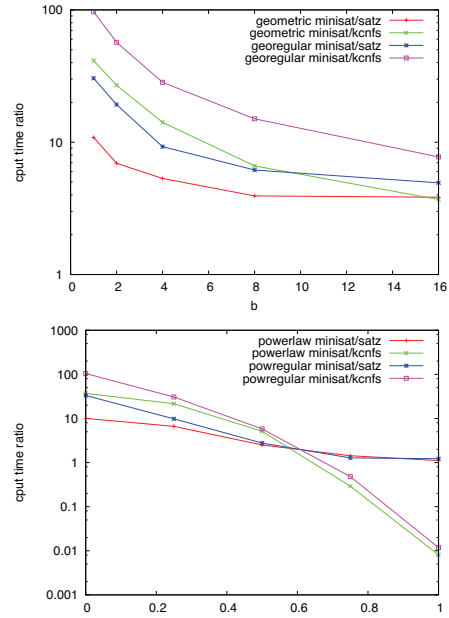 100
10
1
cput time ratio
geometric minisat/satz
geometric minisat/kcnfs
georegular minisat/satz
georegular minisat/kcnfs
0 2 4 6 8 10 12 14 16
b
1000
100
10
1
0.1
0.01
0.001
cput time ratio
powerlaw minisat/satz
powerlaw minisat/kcnfs
powregular minisat/satz
powregular minisat/kcnfs
0 0.2 0.4 0.6 0.8 1